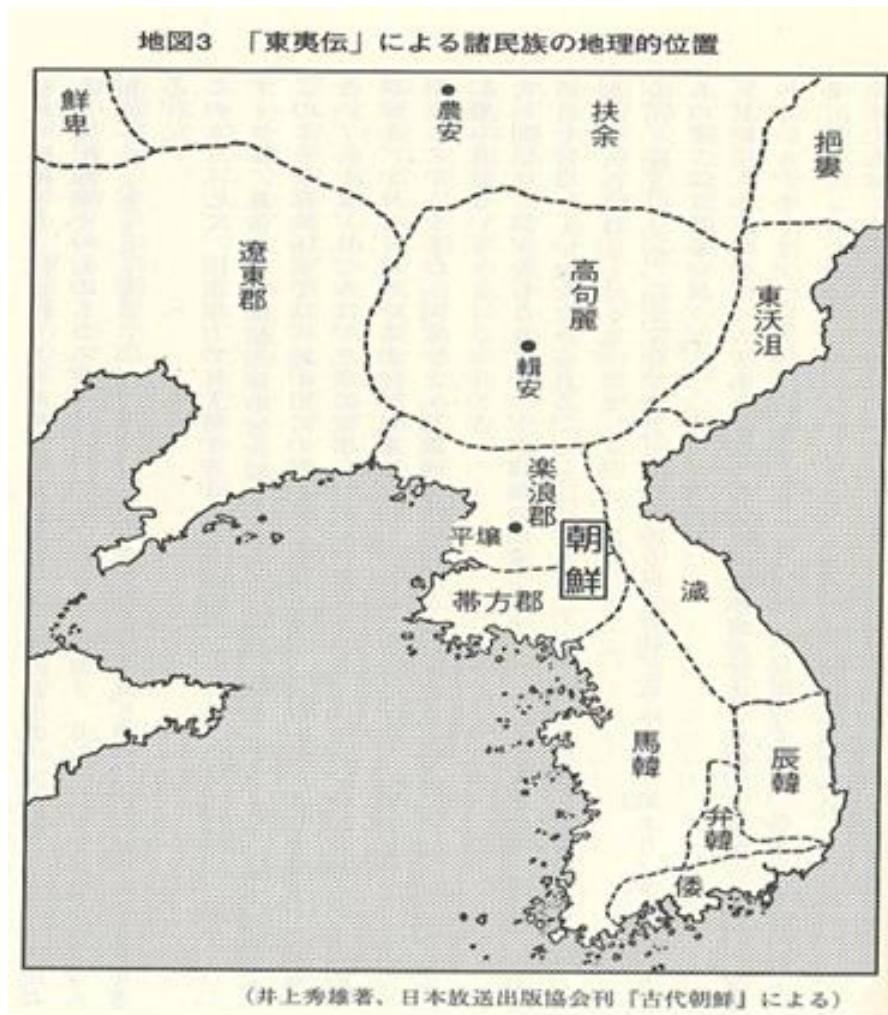 地図3　「東夷伝」による諸民族の地理的位置
鮮卑
農安
扶余
挹婁
遼東郡
高句麗
東沃沮
輯安
楽浪郡
平壌
朝鮮
帯方郡
濊
馬韓
辰韓
弁韓
倭
（井上秀雄著、日本放送出版協会刊『古代朝鮮』による）